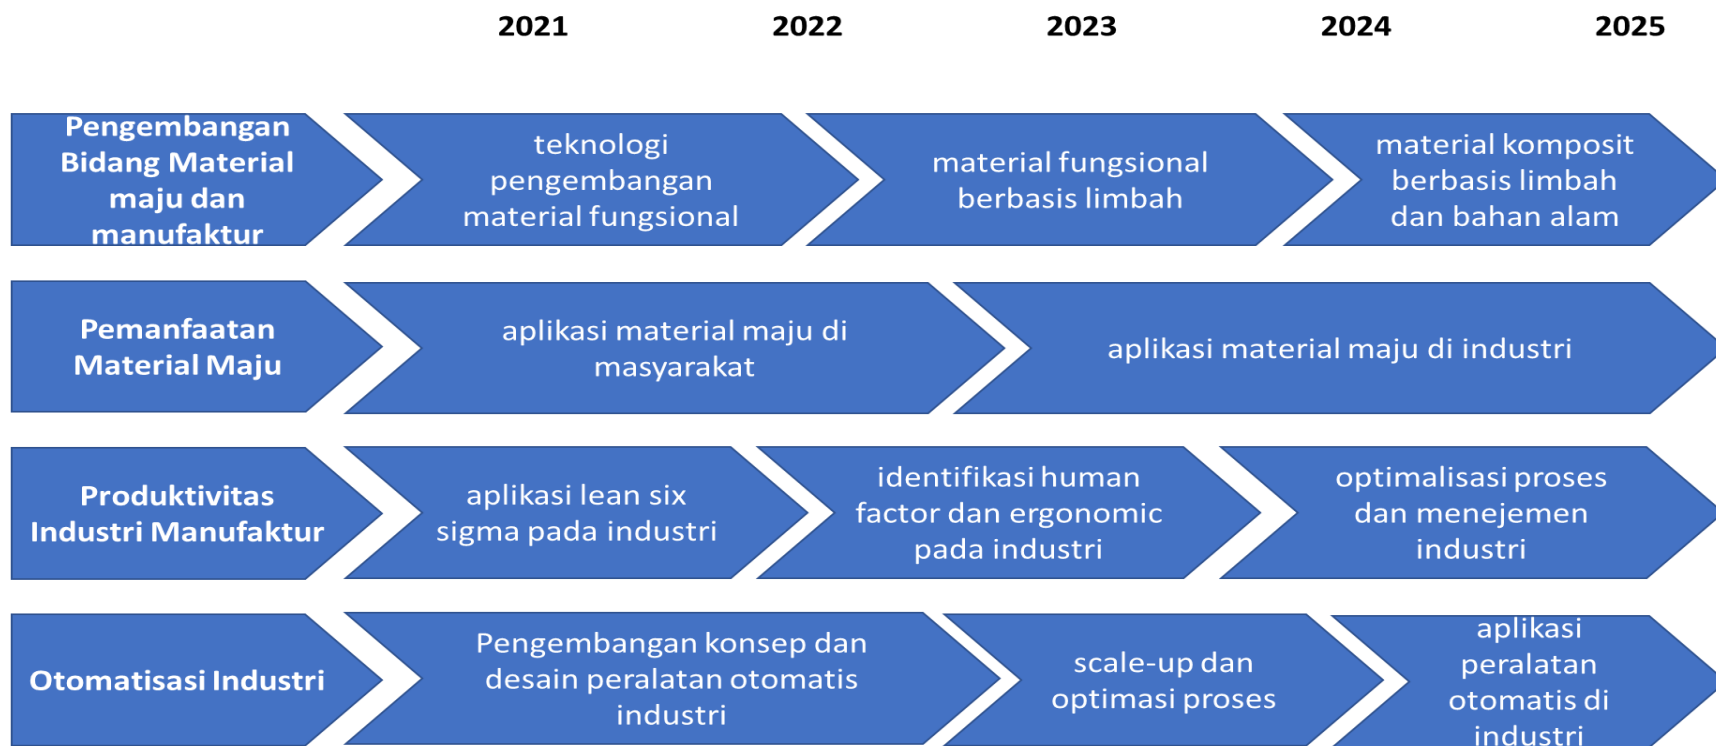 2021 2022 2023 2024 2025
Pengembangan
Bidang Material
maju dan
manufaktur
teknologi
pengembangan
material fungsional
material fungsional
berbasis limbah
material komposit
berbasis limbah
dan bahan alam
Pemanfaatan
Material Maju
aplikasi material maju di
masyarakat
aplikasi material maju di industri
Produktivitas
Industri Manufaktur
aplikasi lean six
sigma pada industri
identifikasi human
factor dan ergonomic
pada industri
optimalisasi proses
dan menejemen
industri
Otomatisasi Industri
Pengembangan konsep dan
desain peralatan otomatis
industri
scale-up dan
optimasi proses
aplikasi
peralatan
otomatis di
industri